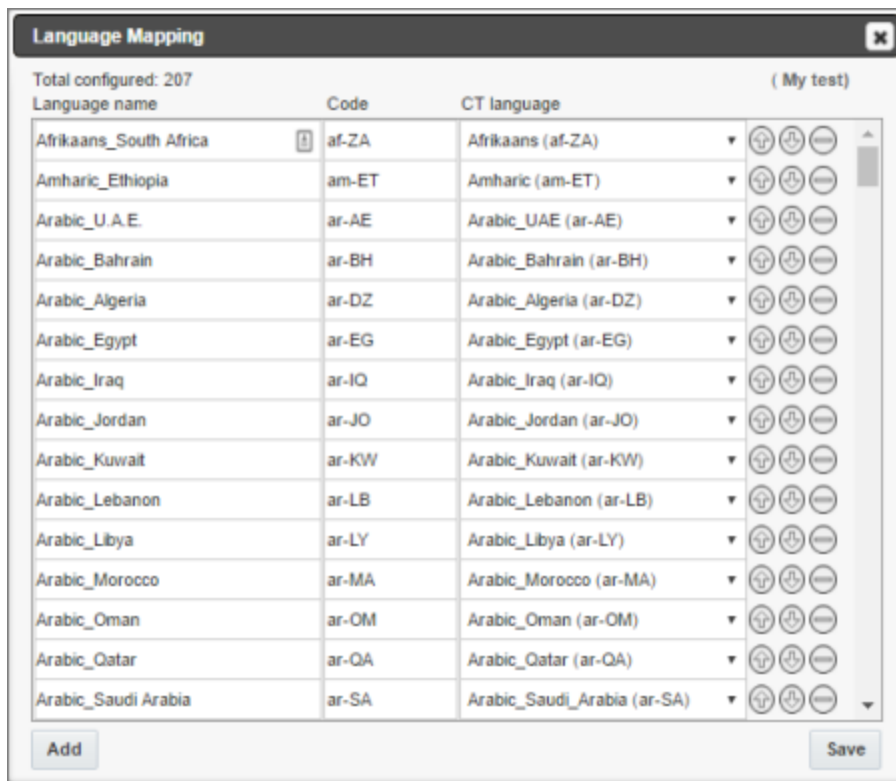 Language Mapping
Total configured: 207 ( My test)
Language name Code CT language
Afrikaans_South Africa af-ZA Afrikaans (af-ZA)
Amharic_Ethiopia am-ET Amharic (am-ET)
Arabic_U.A.E. ar-AE Arabic_UAE (ar-AE)
Arabic_Bahrain ar-BH Arabic_Bahrain (ar-BH)
Arabic_Algeria ar-DZ Arabic_Algeria (ar-DZ)
Arabic_Egypt ar-EG Arabic_Egypt (ar-EG)
Arabic_Iraq ar-IQ Arabic_Iraq (ar-IQ)
Arabic_Jordan ar-JO Arabic_Jordan (ar-JO)
Arabic_Kuwait ar-KW Arabic_Kuwait (ar-KW)
Arabic_Lebanon ar-LB Arabic_Lebanon (ar-LB)
Arabic_Libya ar-LY Arabic_Libya (ar-LY)
Arabic_Morocco ar-MA Arabic_Morocco (ar-MA)
Arabic_Oman ar-OM Arabic_Oman (ar-OM)
Arabic_Qatar ar-QA Arabic_Qatar (ar-QA)
Arabic_Saudi Arabia ar-SA Arabic_Saudi_Arabia (ar-SA)
Add Save